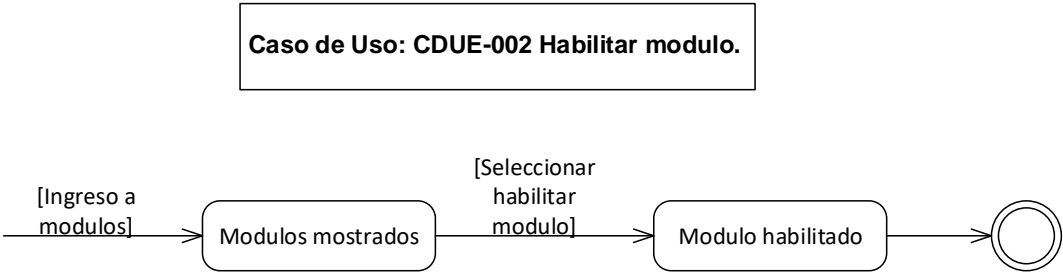 Caso de Uso: CDUE-002 Habilitar modulo.
[Ingreso a
modulos]
Modulos mostrados
[Seleccionar
habilitar
modulo]
Modulo habilitado